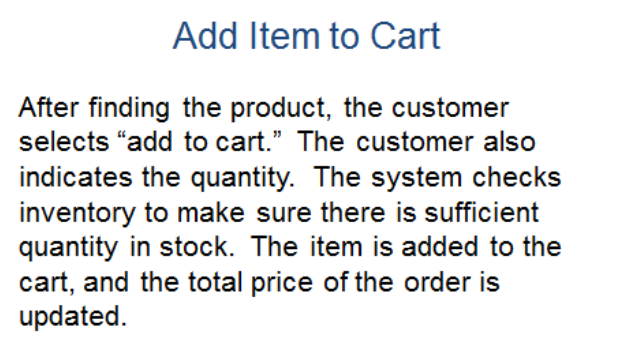 Add Item to Cart
After finding the product, the customer
selects “add to cart.” The customer also
indicates the quantity. The system checks
inventory to make sure there is sufficient
quantity in stock. The item is added to the
cart, and the total price of the order is
updated.